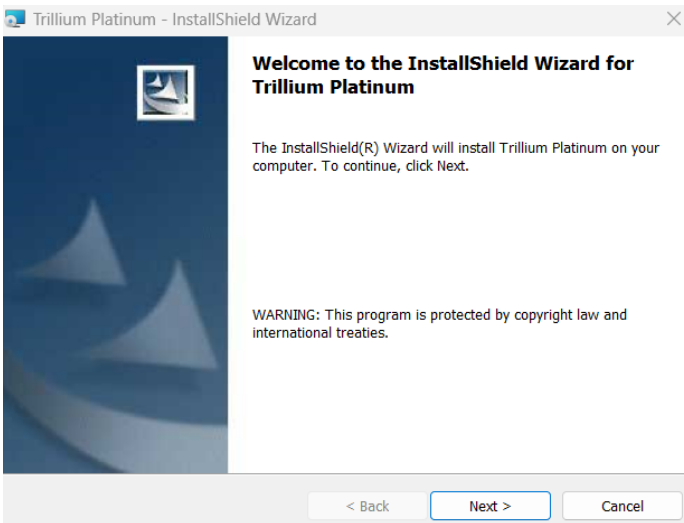 Trillium Platinum - InstallShield Wizard
Welcome to the InstallShield Wizard for
Trillium Platinum
The InstallShield(R) Wizard will install Trillium Platinum on your
computer. To continue, click Next.
WARNING: This program is protected by copyright law and
international treaties.
< Back
Next >
Cancel